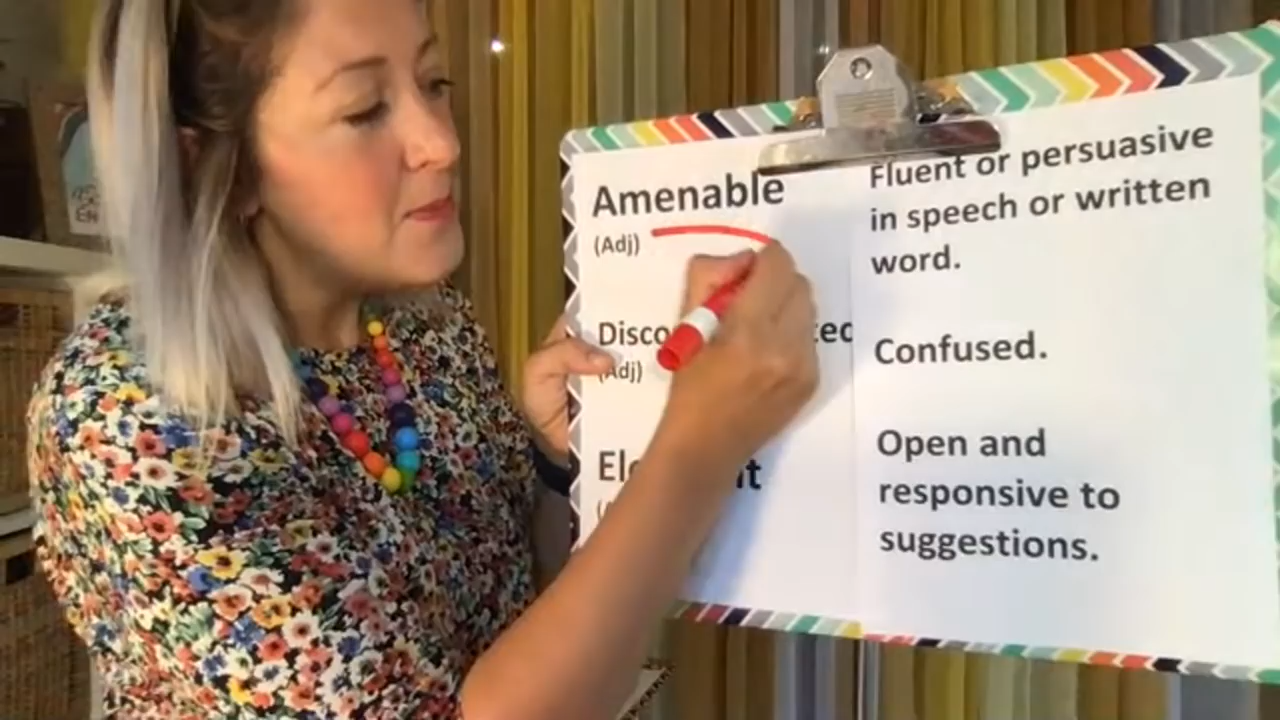 Amenable
(Adj)
(Adj)
Fluent or persuasive
in speech or written
word.
Confused.
Open and
responsive to
suggestions.